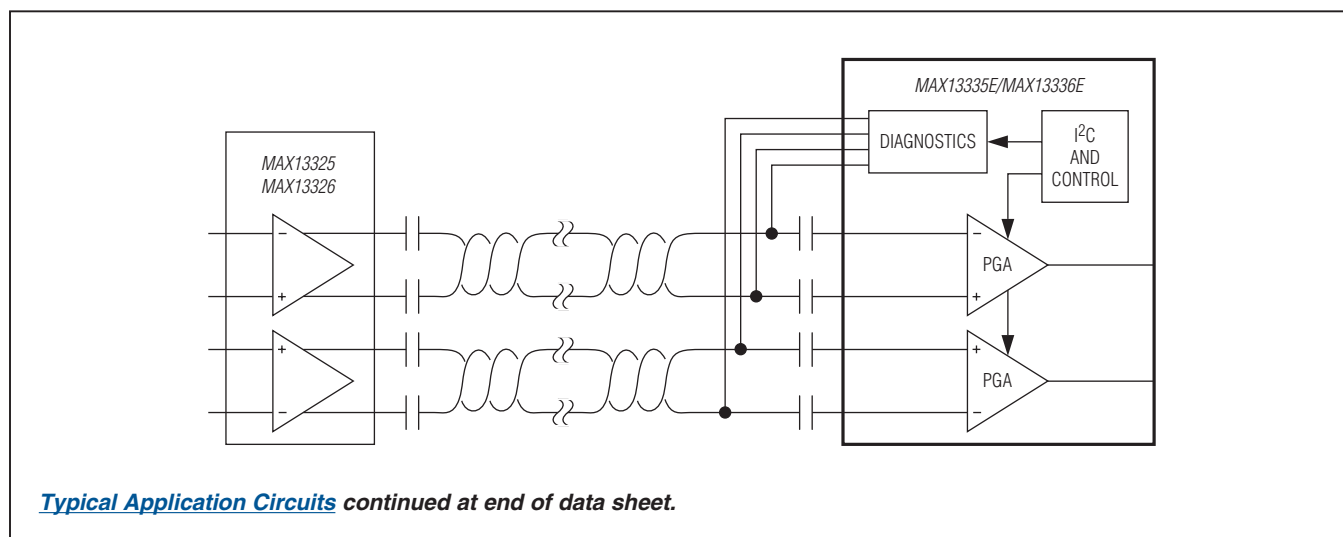 MAX13335E/MAX13336E
DIAGNOSTICS
I²C
AND
CONTROL
MAX13325
MAX13326
−
+
+
−
−
PGA
+
+
PGA
−
Typical Application Circuits continued at end of data sheet.